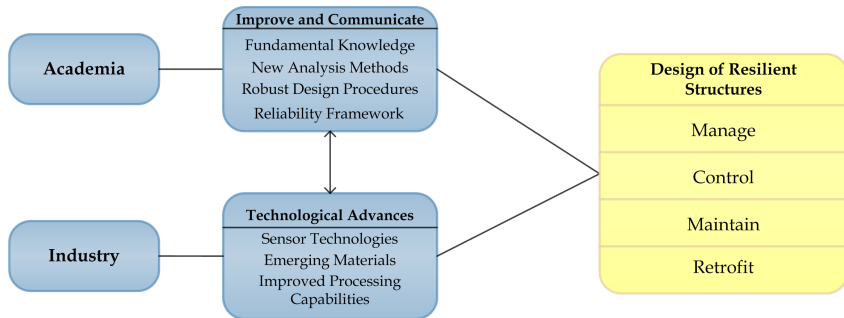 Academia
Improve and Communicate
Fundamental Knowledge
New Analysis Methods
Robust Design Procedures
Reliability Framework
Industry
Technological Advances
Sensor Technologies
Emerging Materials
Improved Processing
Capabilities
Design of Resilient
Structures
Manage
Control
Maintain
Retrofit